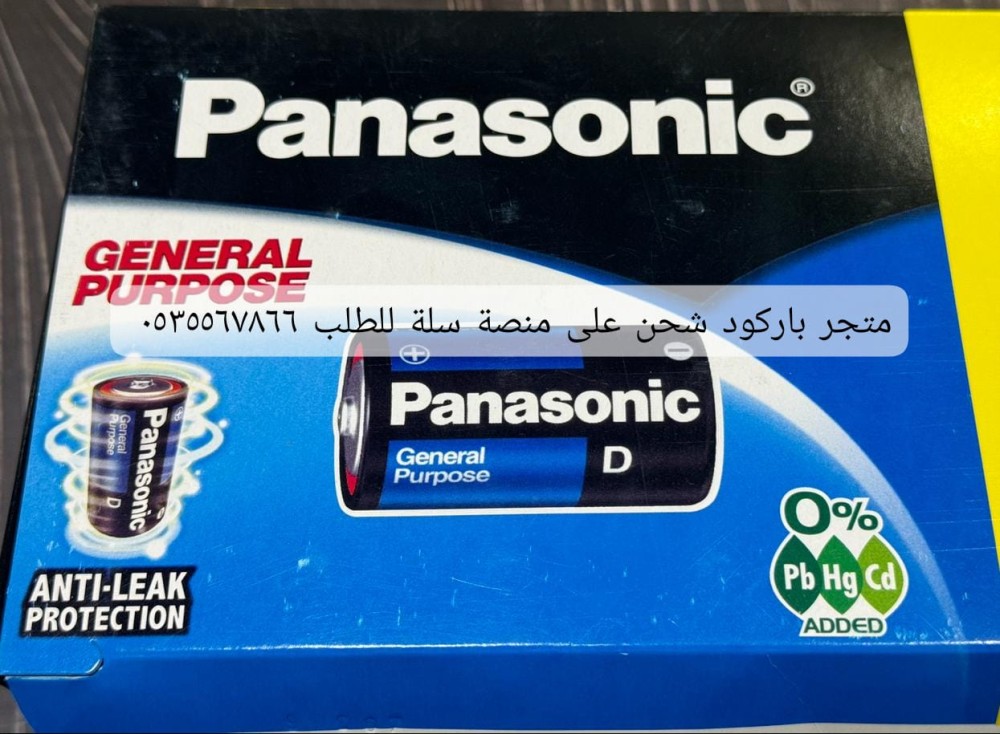 Panasonic®
GENERAL
PURPOSE
متجر باركود شحن على منصة سلة للطلب ٠٥٣٥٥٦٧٨٦٦
Panasonic
General
Purpose
D
Panasonic
General
Purpose
D
ANTI-LEAK
PROTECTION
0%
Pb Hg Cd
ADDED